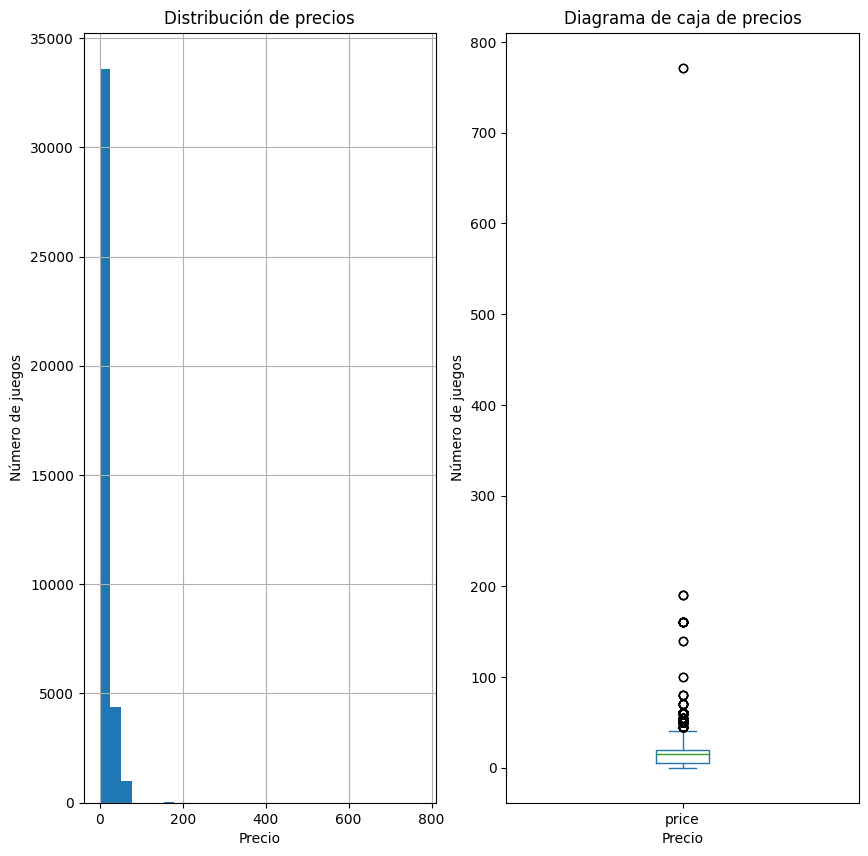 Distribución de precios
35000
30000
25000
20000
15000
10000
5000
0
Número de juegos
0 200 400 600 800
Precio
Diagrama de caja de precios
800
700
600
500
400
300
200
100
0
Número de juegos
price
Precio